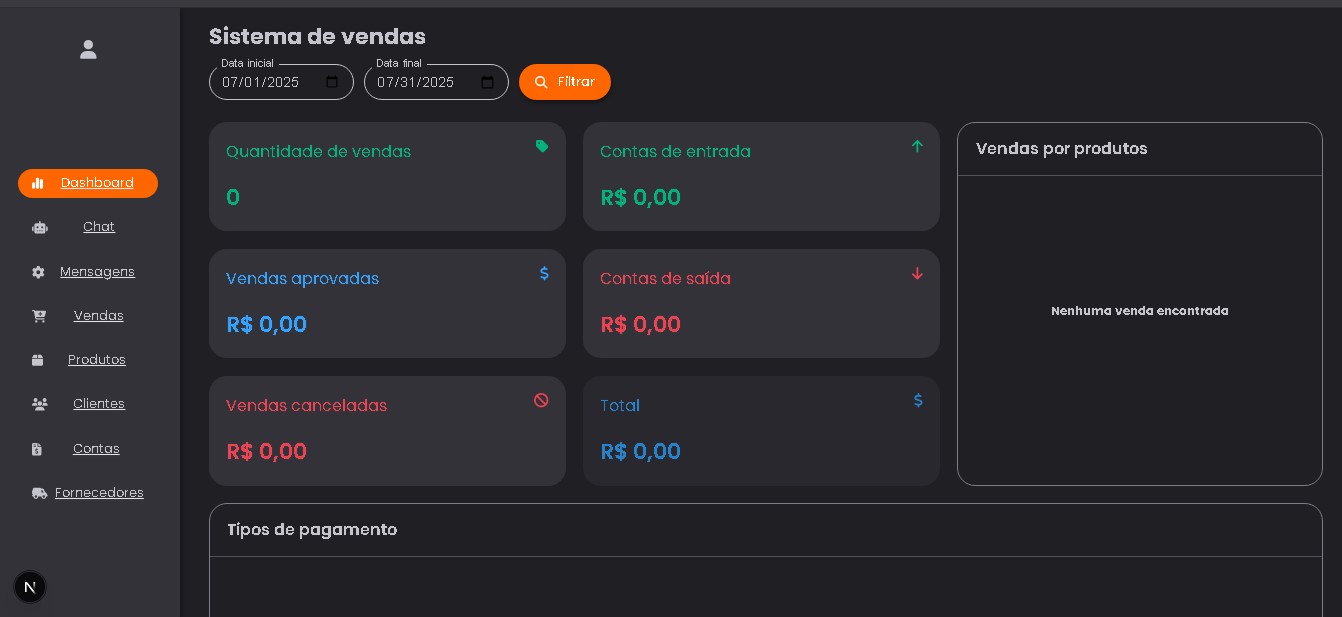 Sistema de vendas
Data inicial
07/01/2025
Data final
07/31/2025
Filtrar
Dashboard
Chat
Mensagens
Vendas
Produtos
Clientes
Contas
Fornecedores
N
Quantidade de vendas
0
Contas de entrada
R$ 0,00
Vendas aprovadas
R$ 0,00
Contas de saída
R$ 0,00
Vendas canceladas
R$ 0,00
Total
R$ 0,00
Vendas por produtos
Nenhuma venda encontrada
Tipos de pagamento